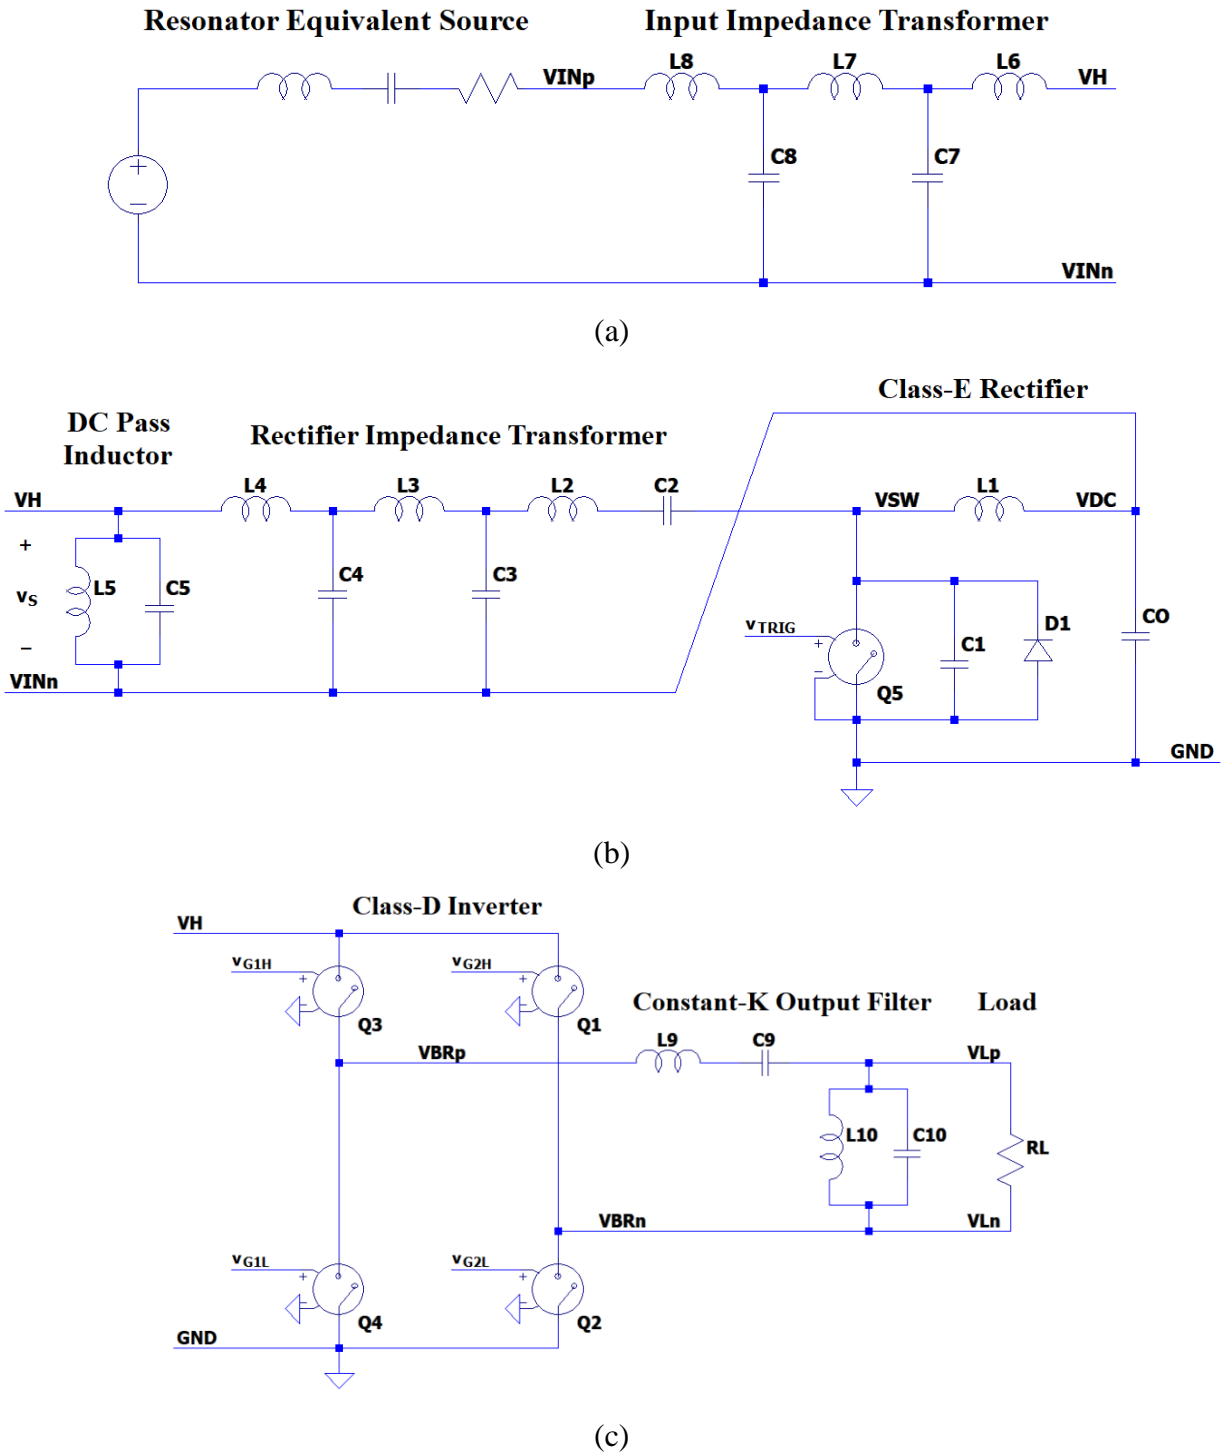 Resonator Equivalent Source
Input Impedance Transformer
VINp
L8
L7
L6
VH
+
−
C8
C7
VINn
(a)
Class-E Rectifier
DC Pass
Inductor
Rectifier Impedance Transformer
VH
L4
L3
L2
C2
VSW
L1
VDC
+
vS
−
L5
C5
C4
C3
vTRIG
+
−
Q5
C1
D1
CO
VINn
GND
(b)
Class-D Inverter
VH
vG1H
+
−
Q3
vG2H
+
−
Q1
Constant-K Output Filter
Load
VBRp
L9
C9
VLp
L10
C10
RL
VBRn
VLn
vG1L
+
−
Q4
vG2L
+
−
Q2
GND
(c)